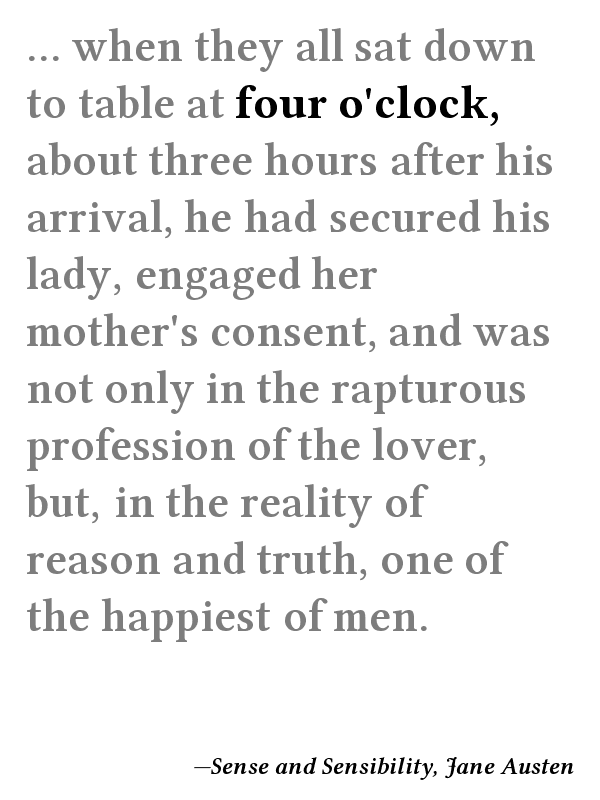 ... when they all sat down
to table at four o'clock,
about three hours after his
arrival, he had secured his
lady, engaged her
mother's consent, and was
not only in the rapturous
profession of the lover,
but, in the reality of
reason and truth, one of
the happiest of men.
—Sense and Sensibility, Jane Austen